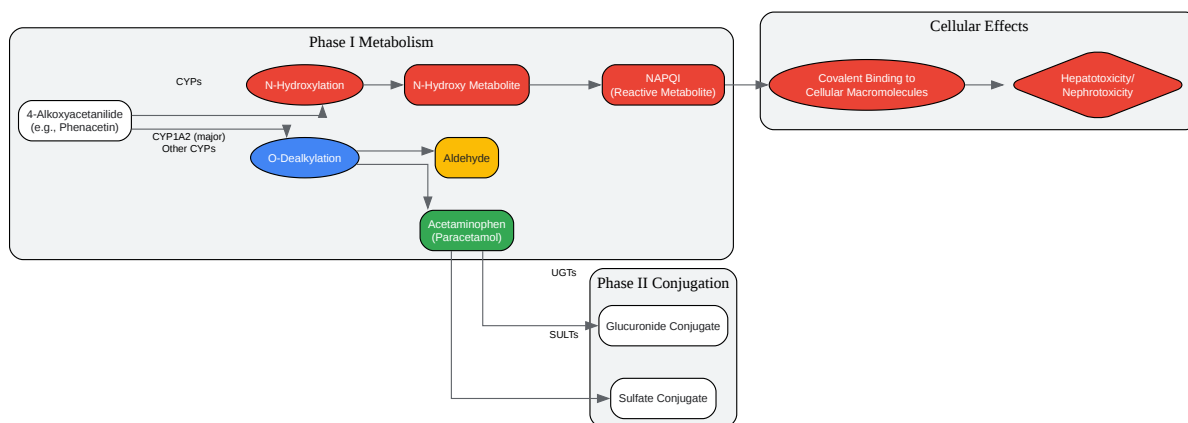 Phase I Metabolism
Cellular Effects
CYPs
N-Hydroxylation
N-Hydroxy Metabolite
NAPQI
(Reactive Metabolite)
Covalent Binding to
Cellular Macromolecules
Hepatotoxicity/
Nephrotoxicity
4-Alkoxyacetanilide
(e.g., Phenacetin)
CYP1A2 (major)
Other CYPs
O-Dealkylation
Aldehyde
Acetaminophen
(Paracetamol)
UGTs
Phase II Conjugation
SULTs
Glucuronide Conjugate
Sulfate Conjugate